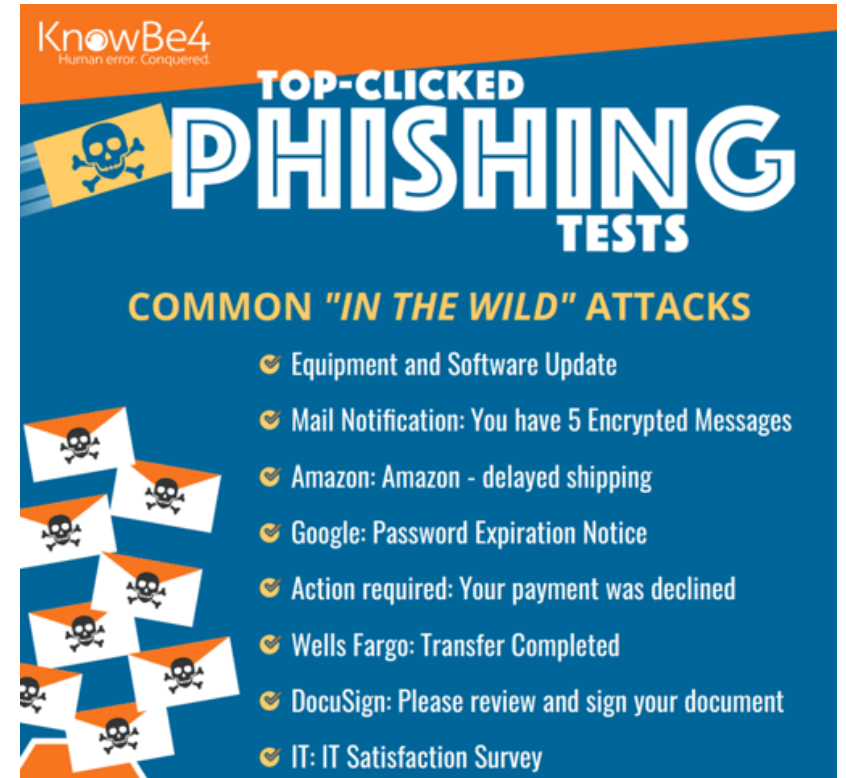 KnowBe4
Human error. Conquered.
TOP-CLICKED
PHISHING
TESTS
COMMON "IN THE WILD" ATTACKS
Equipment and Software Update
Mail Notification: You have 5 Encrypted Messages
Amazon: Amazon - delayed shipping
Google: Password Expiration Notice
Action required: Your payment was declined
Wells Fargo: Transfer Completed
DocuSign: Please review and sign your document
IT: IT Satisfaction Survey